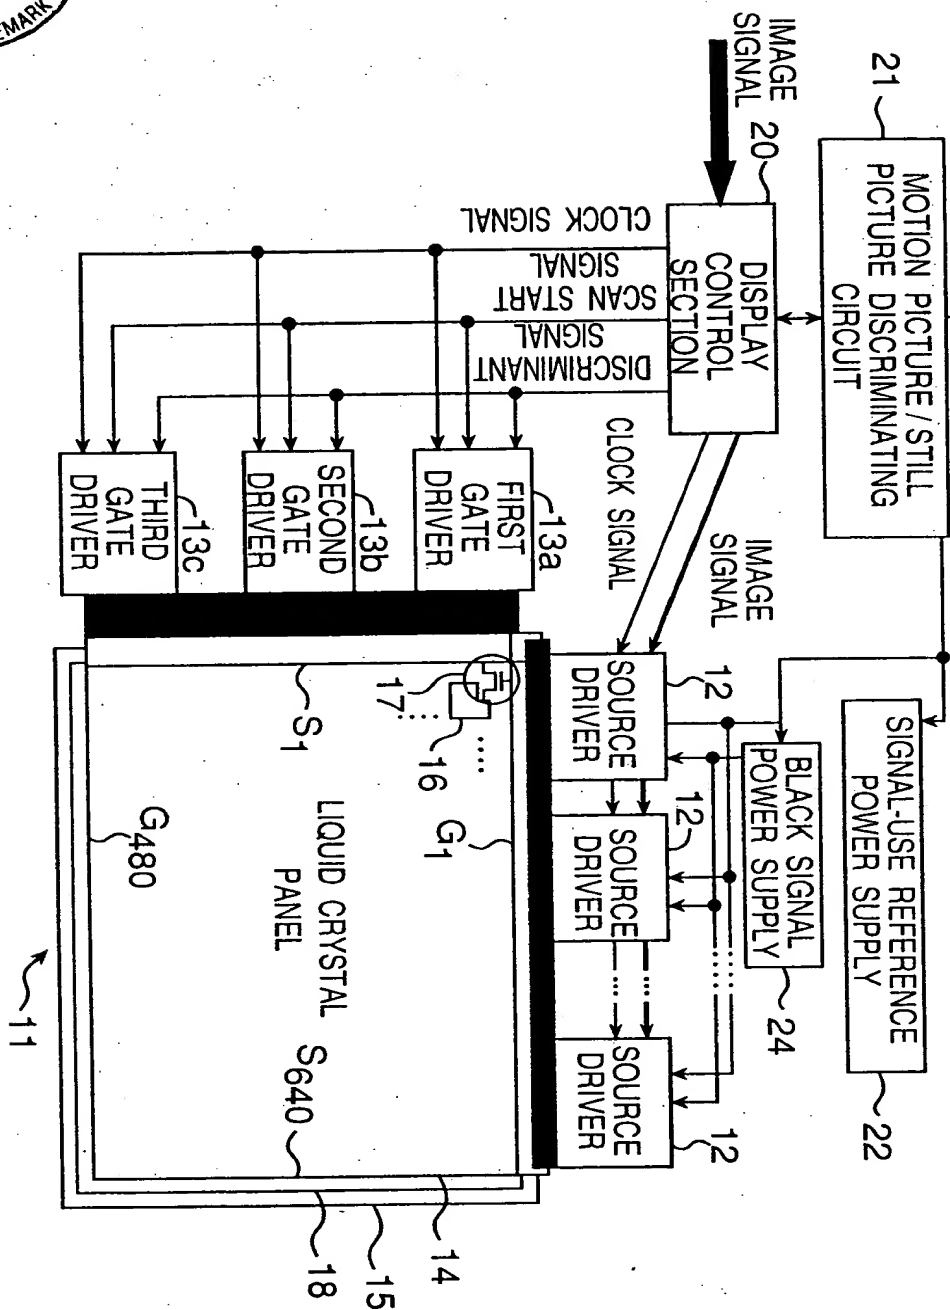 EMARK
IMAGE
SIGNAL
20
21
MOTION PICTURE/STILL
PICTURE DISCRIMINATING
CIRCUIT
DISPLAY
CONTROL
SECTION
CLOCK SIGNAL
SCAN START
SIGNAL
DISCRIMINANT
SIGNAL
CLOCK SIGNAL
IMAGE
SIGNAL
SIGNAL-USE REFERENCE
POWER SUPPLY
22
BLACK SIGNAL
POWER SUPPLY
24
12
SOURCE
DRIVER
12
SOURCE
DRIVER
12
SOURCE
DRIVER
13a
FIRST
GATE
DRIVER
13b
SECOND
GATE
DRIVER
13c
THIRD
GATE
DRIVER
17
16
S1
G1
LIQUID CRYSTAL
PANEL
G480
S640
14
18
15
11